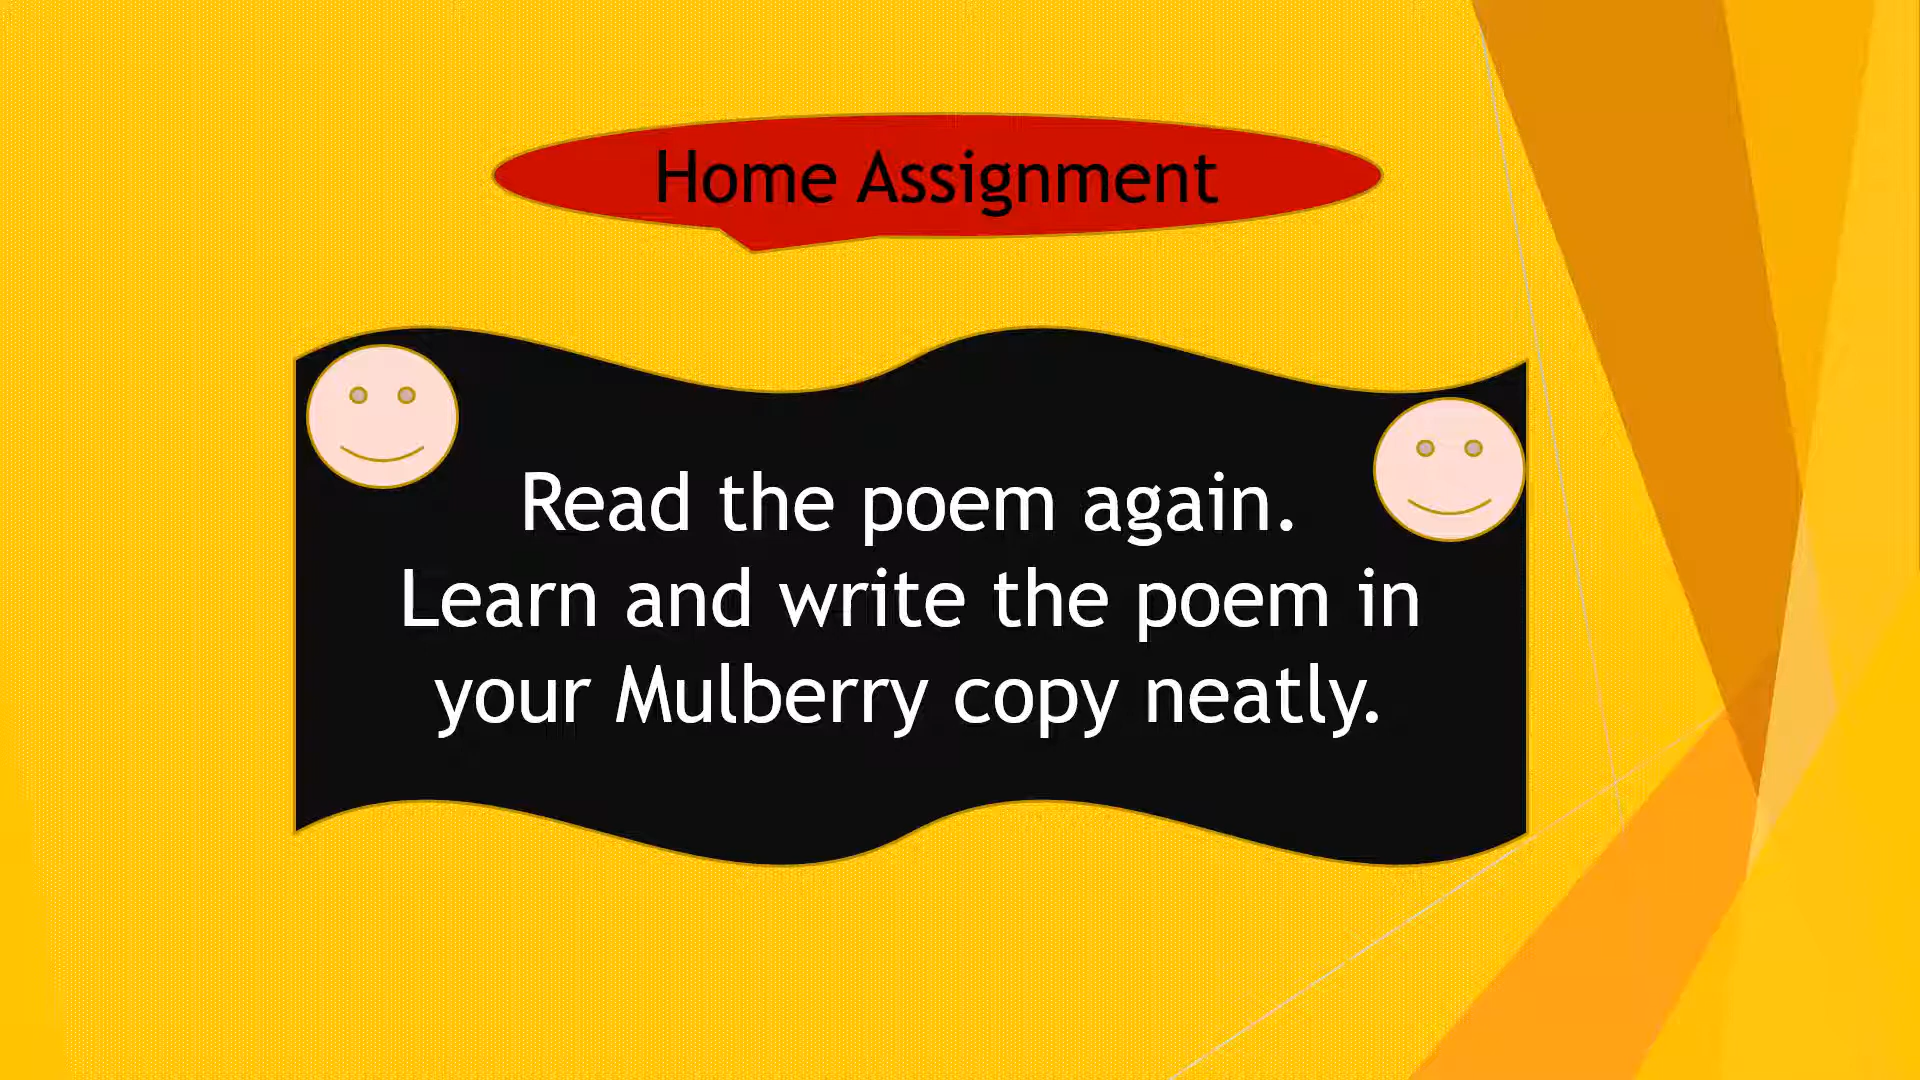 Home Assignment
Read the poem again.
Learn and write the poem in
your Mulberry copy neatly.